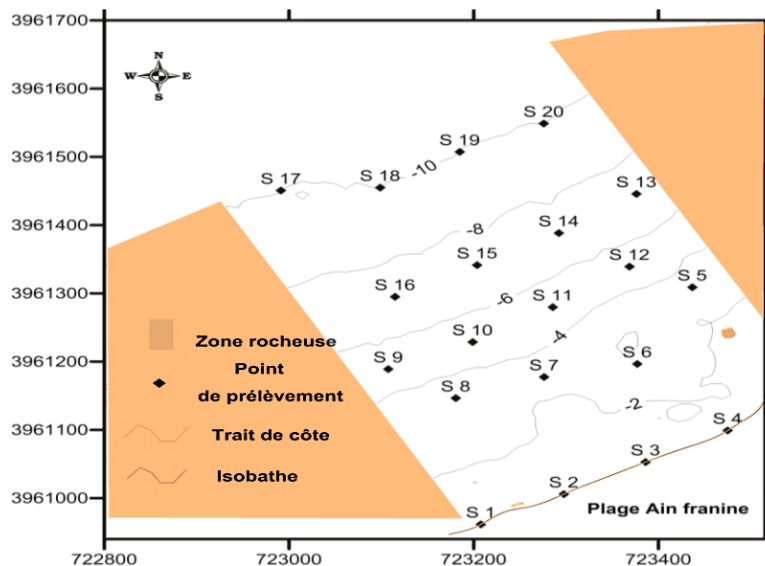 3961700
N
W E
S
3961600
S 20
S 19
3961500
S 17
S 18
-10
S 13
3961400
S 14
-8
S 15
S 12
S 16
S 5
3961300
-6
S 11
S 10
-4
Zone rocheuse
S 9
S 7
S 6
3961200
Point
de prélèvement
S 8
-2
3961100
S 4
Trait de côte
S 3
Isobathe
3961000
S 2
Plage Ain franine
S 1
722800 723000 723200 723400